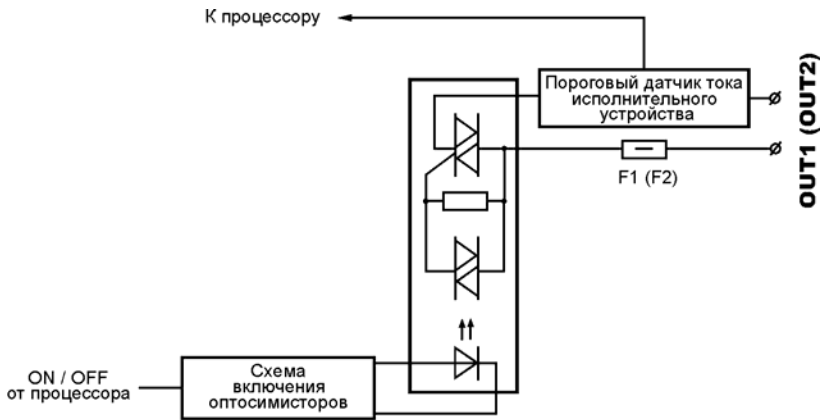 К процессору
Пороговый датчик тока
исполнительного
устройства
OUT1 (OUT2)
F1 (F2)
ON / OFF
от процессора
Схема
включения
оптосимисторов